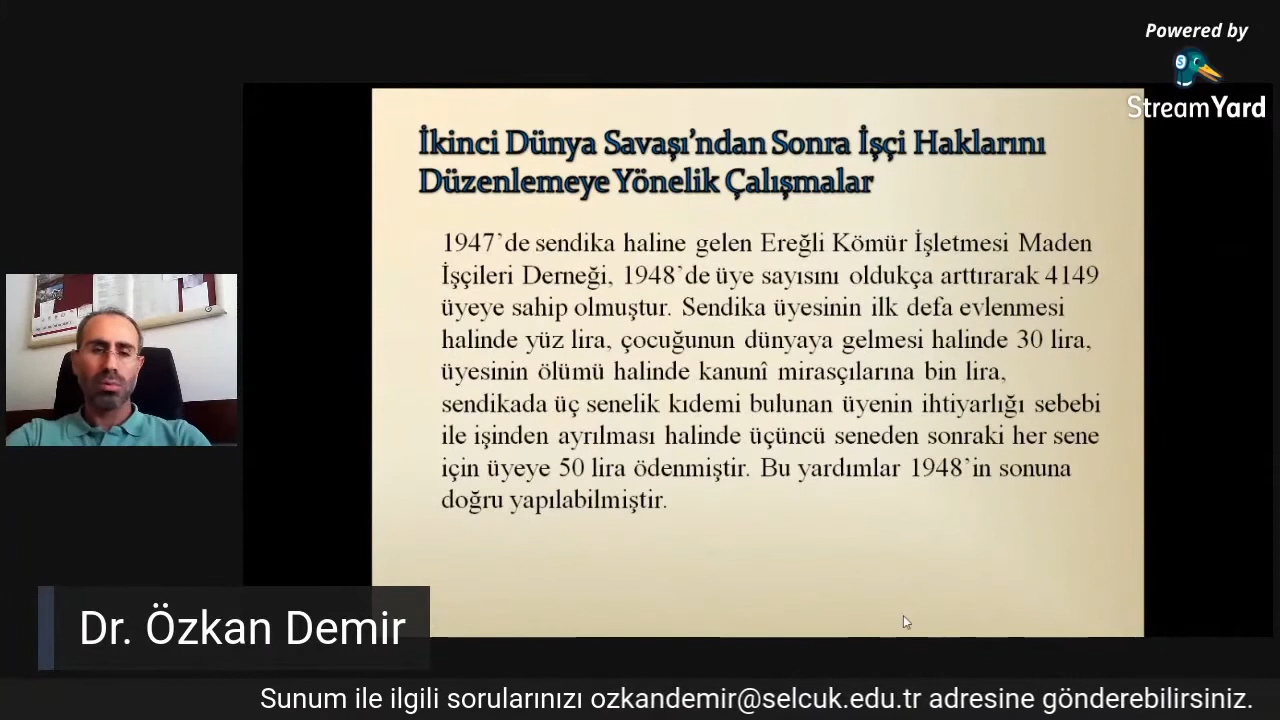 Powered by
StreamYard
İkinci Dünya Savaşı’ndan Sonra İşçi Haklarını
Düzenlemeye Yönelik Çalışmalar
1947’de sendika haline gelen Ereğli Kömür İşletmesi Maden
İşçileri Derneği, 1948’de üye sayısını oldukça arttırarak 4149
üyeye sahip olmuştur. Sendika üyesinin ilk defa evlenmesi
halinde yüz lira, çocuğunun dünyaya gelmesi halinde 30 lira,
üyesinin ölümü halinde kanunî mirasçılarına bin lira,
sendikada üç senelik kıdemi bulunan üyenin ihtiyarlığı sebebi
ile işinden ayrılması halinde üçüncü seneden sonraki her sene
için üyeye 50 lira ödenmiştir. Bu yardımlar 1948’in sonuna
doğru yapılabilmiştir.
Dr. Özkan Demir
Sunum ile ilgili sorularınızı ozkandemir@selcuk.edu.tr adresine gönderebilirsiniz.